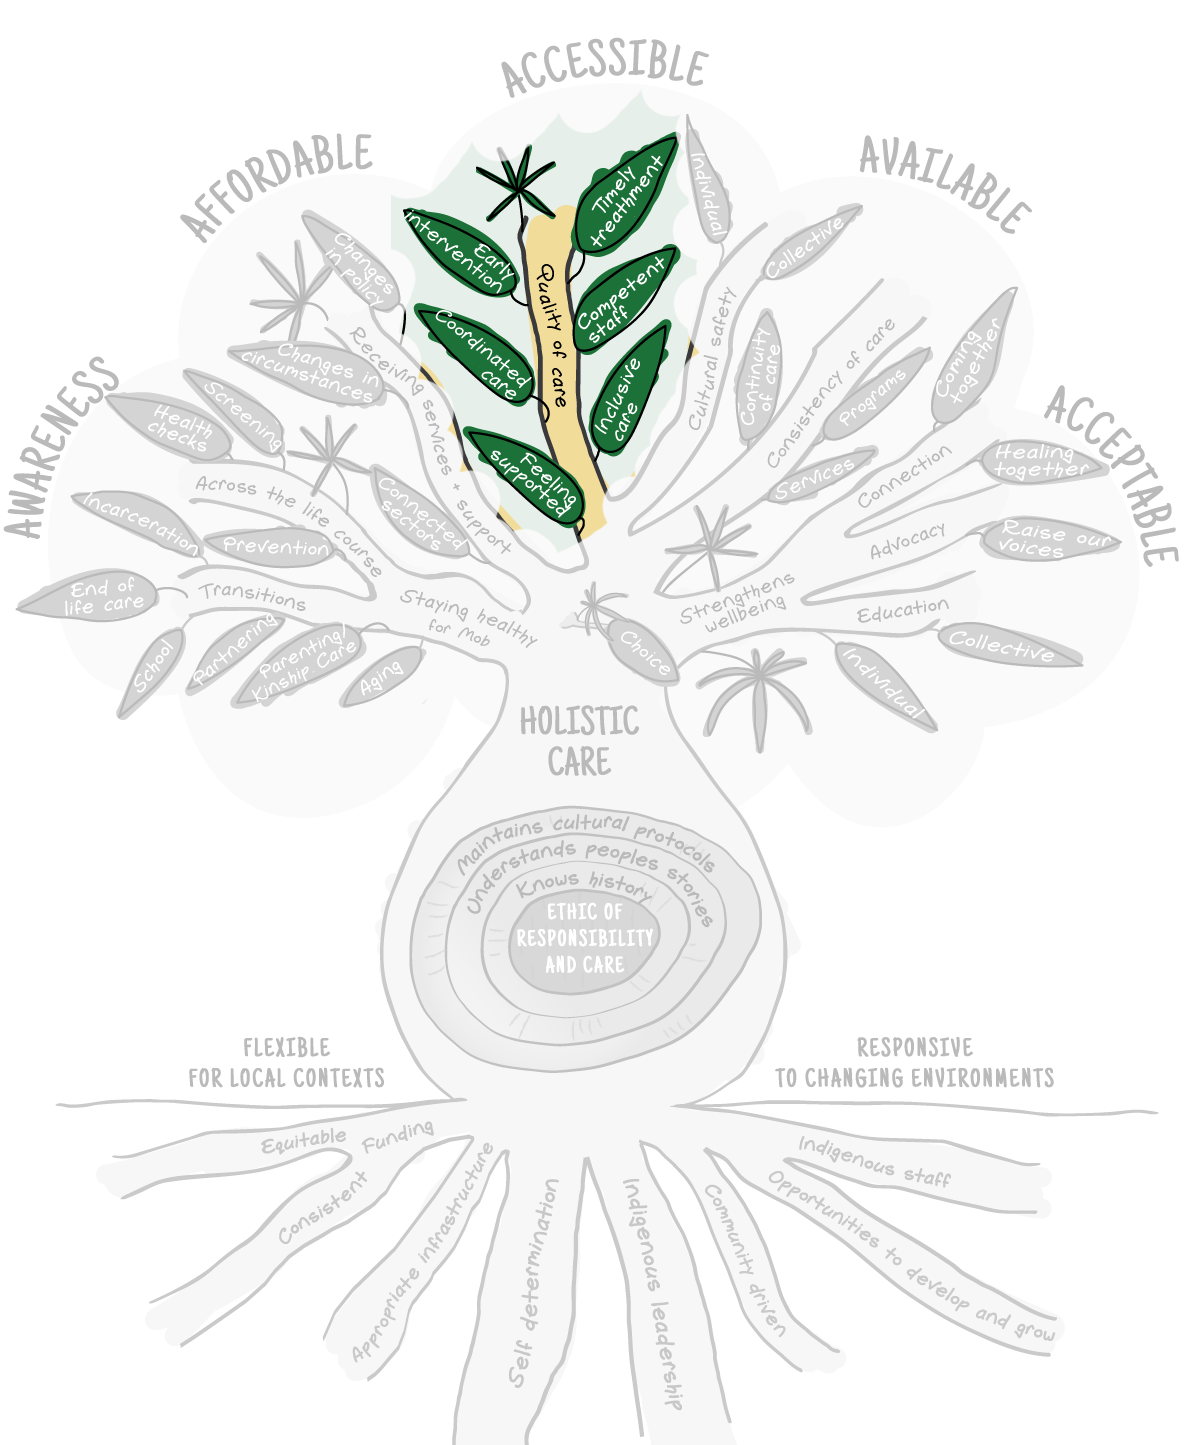 ACCESSIBLE
AFFORDABLE
AVAILABLE
AWARENESS
ACCEPTABLE
Timely
treathment
Early
intervention
Quality of care
Competent
staff
Coordinated
care
Inclusive
care
Feeling
supported
Individual
Collective
Cultural safety
Continuity
of care
Consistency of care
Programs
Services
Coming
together
Connection
Healing
together
Advocacy
Raise our
voices
Strengthens
wellbeing
Education
Collective
Individual
Choice
Changes
in policy
Changes in
circumstances
Receiving services + support
Screening
Health
checks
Across the life course
Connected
sectors
Incarceration
Prevention
End of
life care
Transitions
Staying healthy
for Mob
School
Partnering
Parenting/
Kinship Care
Aging
HOLISTIC
CARE
Maintains cultural protocols
Understands peoples stories
Knows history
ETHIC OF
RESPONSIBILITY
AND CARE
FLEXIBLE
FOR LOCAL CONTEXTS
RESPONSIVE
TO CHANGING ENVIRONMENTS
Equitable
Funding
Consistent
Appropriate infrastructure
Self determination
Indigenous leadership
Community driven
Opportunities to develop and grow
Indigenous staff